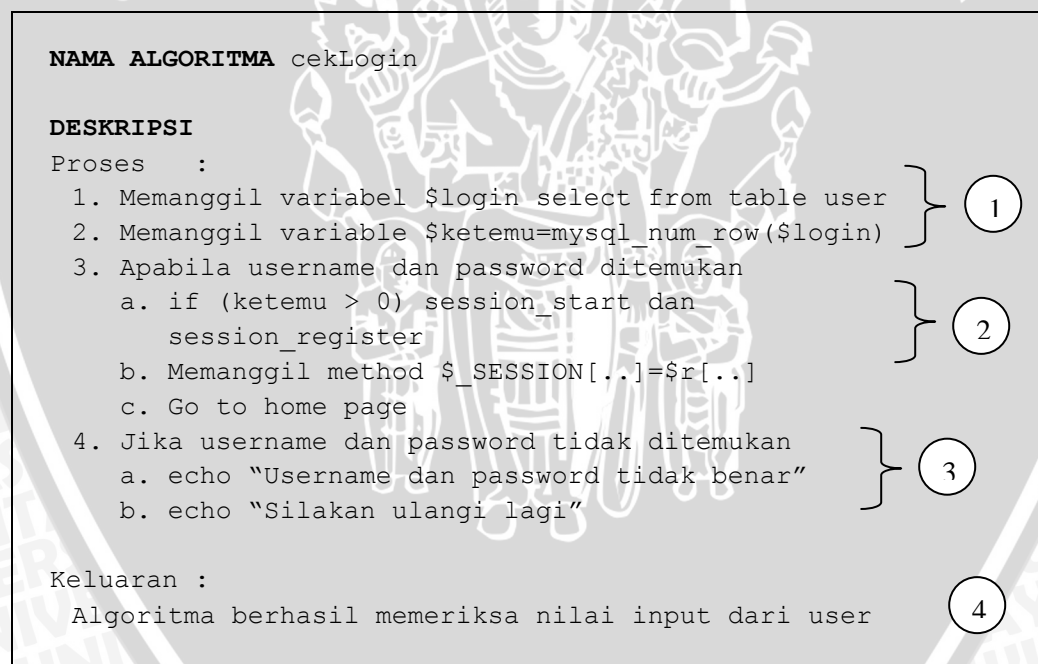 NAMA ALGORITMA cekLogin
DESKRIPSI
Proses :
1. Memanggil variabel $login select from table user
2. Memanggil variable $ketemu=mysql_num_row($login)
1
3. Apabila username dan password ditemukan
a. if (ketemu > 0) session_start dan
session_register
2
b. Memanggil method $_SESSION[..]=$r[..]
c. Go to home page
4. Jika username dan password tidak ditemukan
a. echo “Username dan password tidak benar”
3
b. echo “Silakan ulangi lagi”
Keluaran :
Algoritma berhasil memeriksa nilai input dari user
4